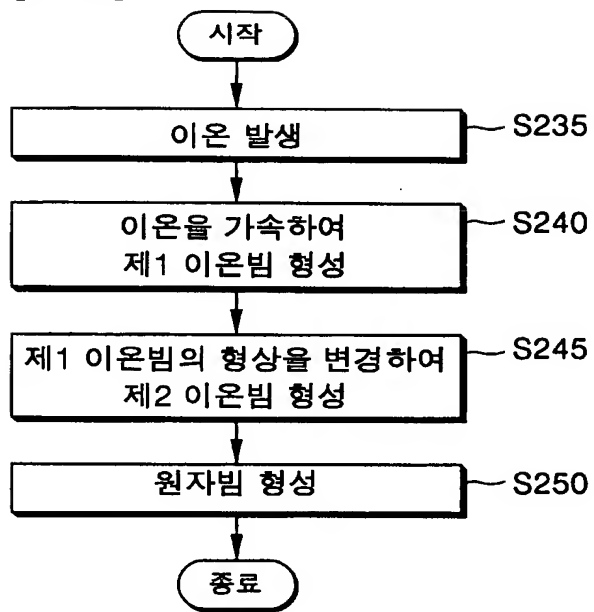 시작
이온 발생
S235
이온을 가속하여
제1 이온빔 형성
S240
제1 이온빔의 형상을 변경하여
제2 이온빔 형성
S245
원자빔 형성
S250
종료